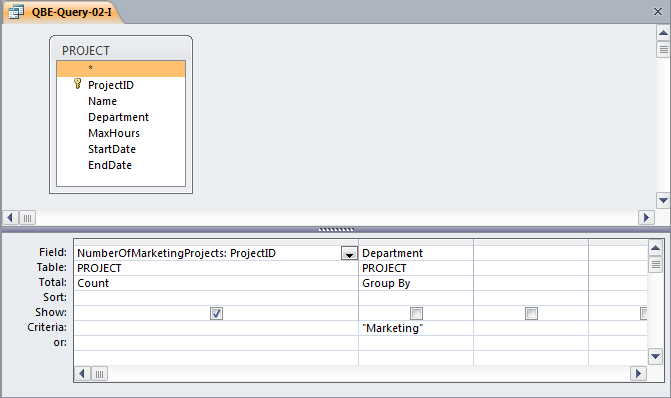 QBE-Query-02-I
PROJECT
*
ProjectID
Name
Department
MaxHours
StartDate
EndDate
Field: NumberOfMarketingProjects: ProjectID Department
Table: PROJECT PROJECT
Total: Count Group By
Sort:
Show:
Criteria: "Marketing"
or: